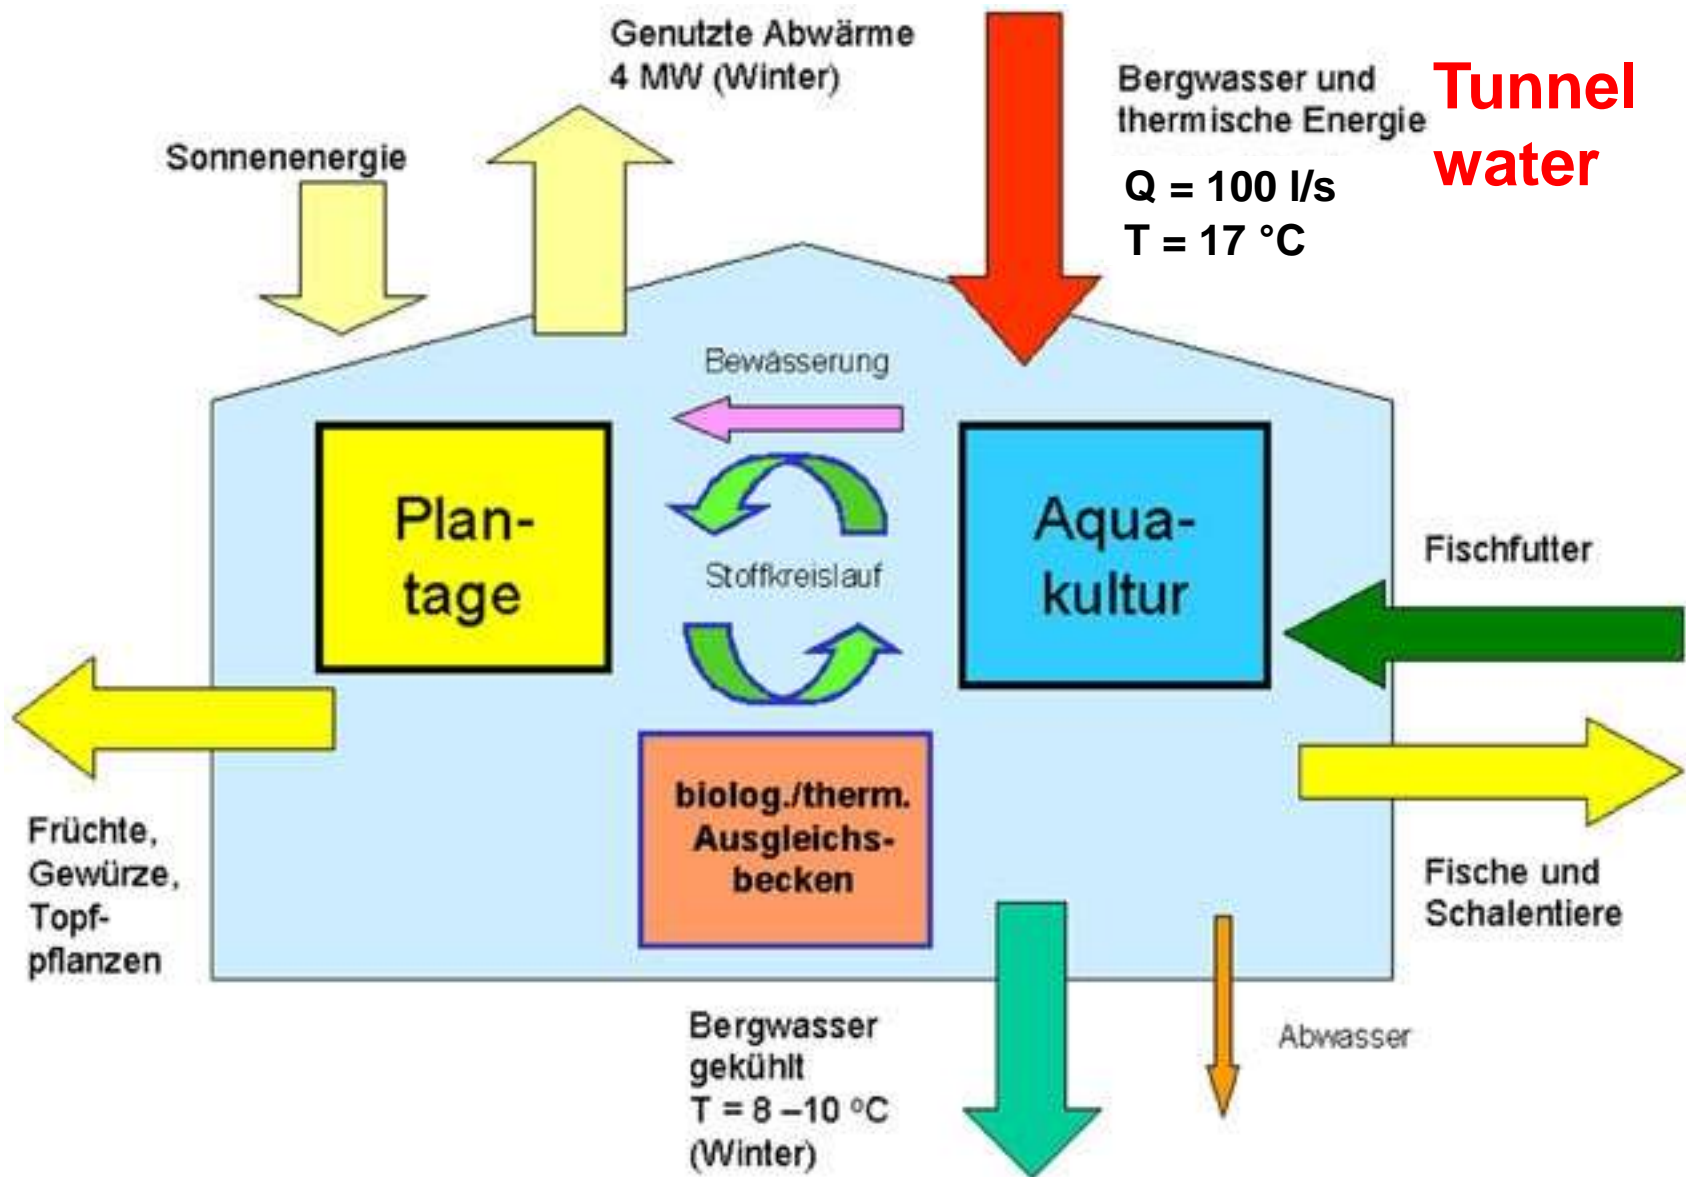 Genutzte Abwärme
4 MW (Winter)
Sonnenenergie
Bergwasser und
thermische Energie
Q = 100 l/s
T = 17 °C
Tunnel
water
Bewässerung
Plan-
tage
Stoffkreislauf
Aqua-
kultur
Fischfutter
biolog./therm.
Ausgleichs-
becken
Früchte,
Gewürze,
Topf-
pflanzen
Fische und
Schalentiere
Bergwasser
gekühlt
T = 8 –10 °C
(Winter)
Abwasser